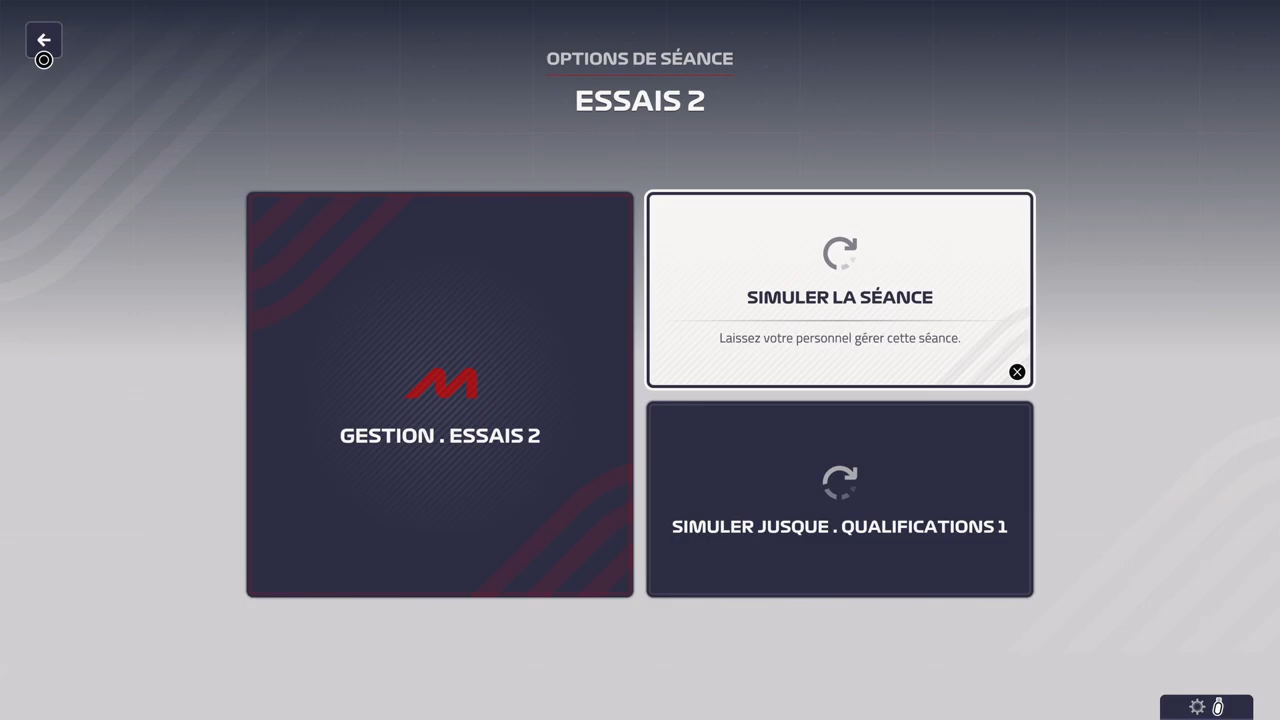 OPTIONS DE SÉANCE
ESSAIS 2
GESTION . ESSAIS 2
SIMULER LA SÉANCE
Laissez votre personnel gérer cette séance.
SIMULER JUSQUE . QUALIFICATIONS 1